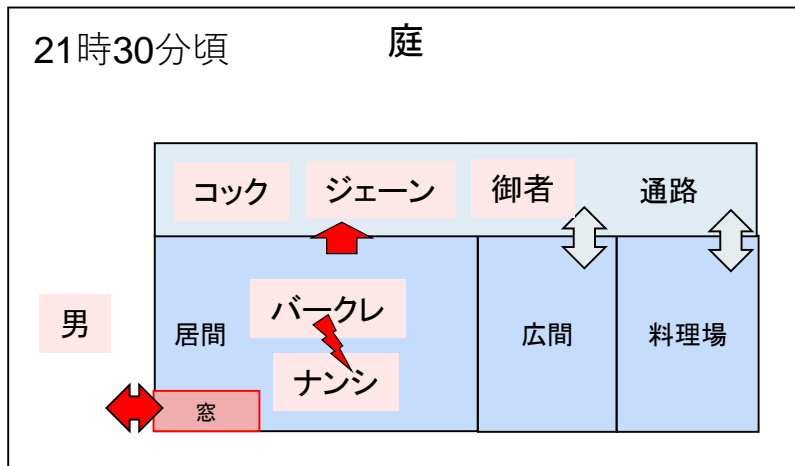 21時30分頃
庭
コック
ジェーン
御者
通路
男
居間
バークレ
ナンシ
広間
料理場
窓